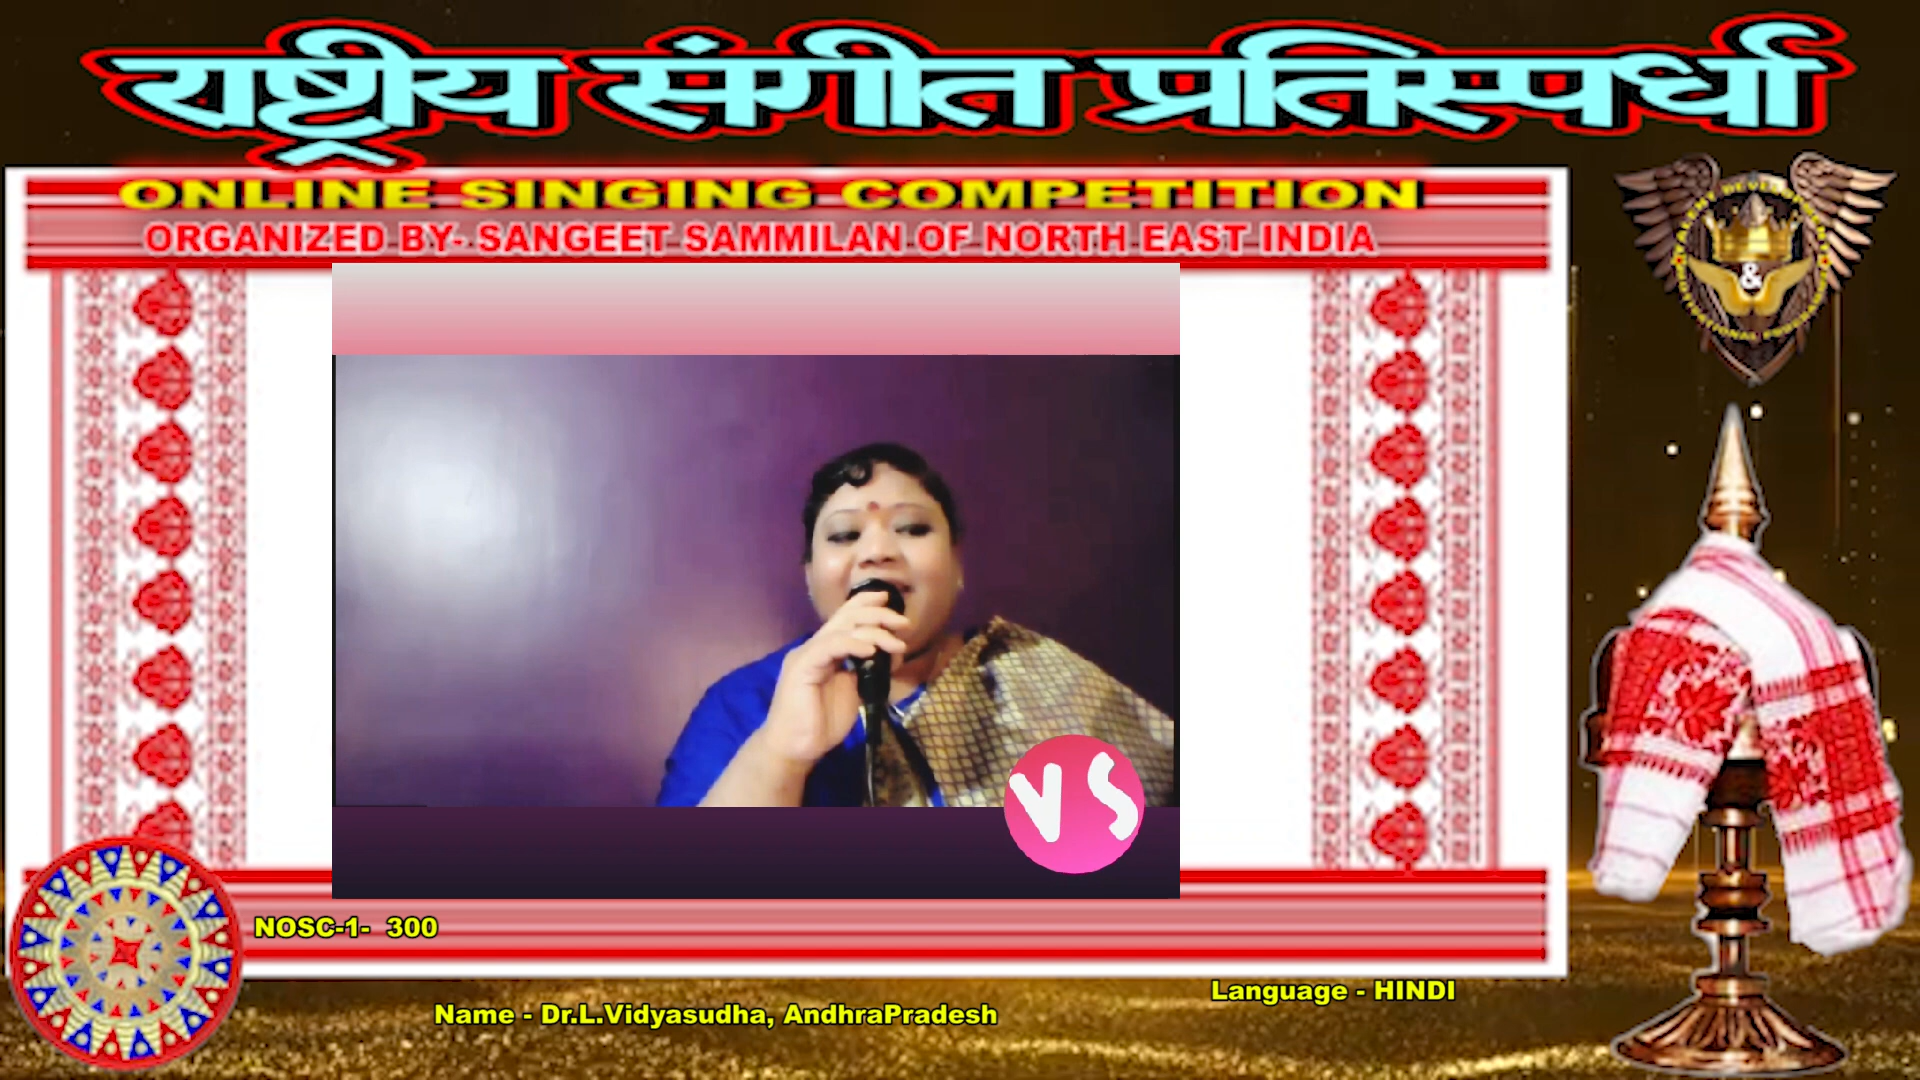 राष्ट्रीय संगीत प्रतिस्पर्धा
ONLINE SINGING COMPETITION
ORGANIZED BY- SANGEET SAMMILAN OF NORTH EAST INDIA
&
VS
NOSC-1- 300
Language - HINDI
Name - Dr.L.Vidyasudha, AndhraPradesh